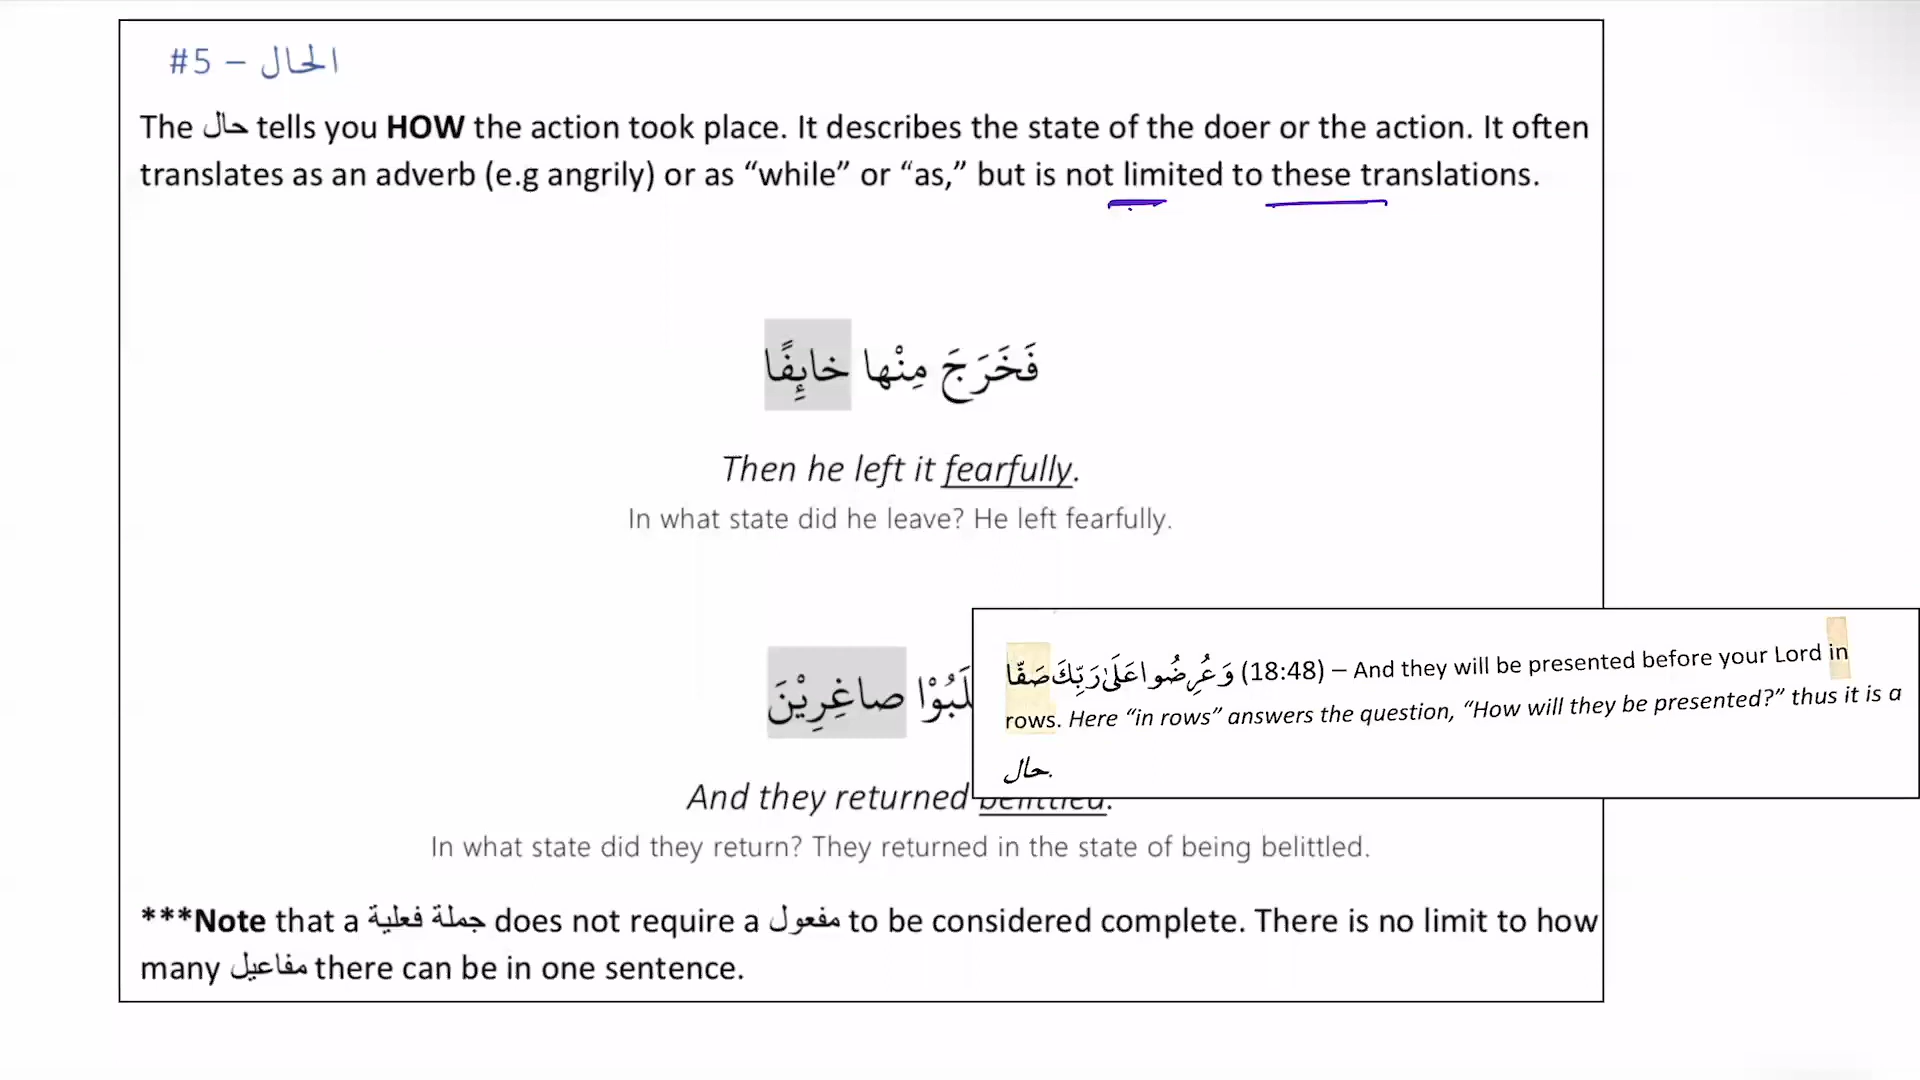 #5 – الحال
The حال tells you HOW the action took place. It describes the state of the doer or the action. It often
translates as an adverb (e.g angrily) or as “while” or “as,” but is not limited to these translations.
فَخَرَجَ مِنْها خايِٕفًا
Then he left it fearfully.
In what state did he leave? He left fearfully.
صاغِرِيْنَ
وَعُرِضُوا عَلَىٰ رَبِّكَ صَفًّا (18:48) – And they will be presented before your Lord in
rows. Here “in rows” answers the question, “How will they be presented?” thus it is a
حال.
And they returned belittled.
In what state did they return? They returned in the state of being belittled.
***Note that a جملة فعلية does not require a مفعول to be considered complete. There is no limit to how
many مفاعيل there can be in one sentence.